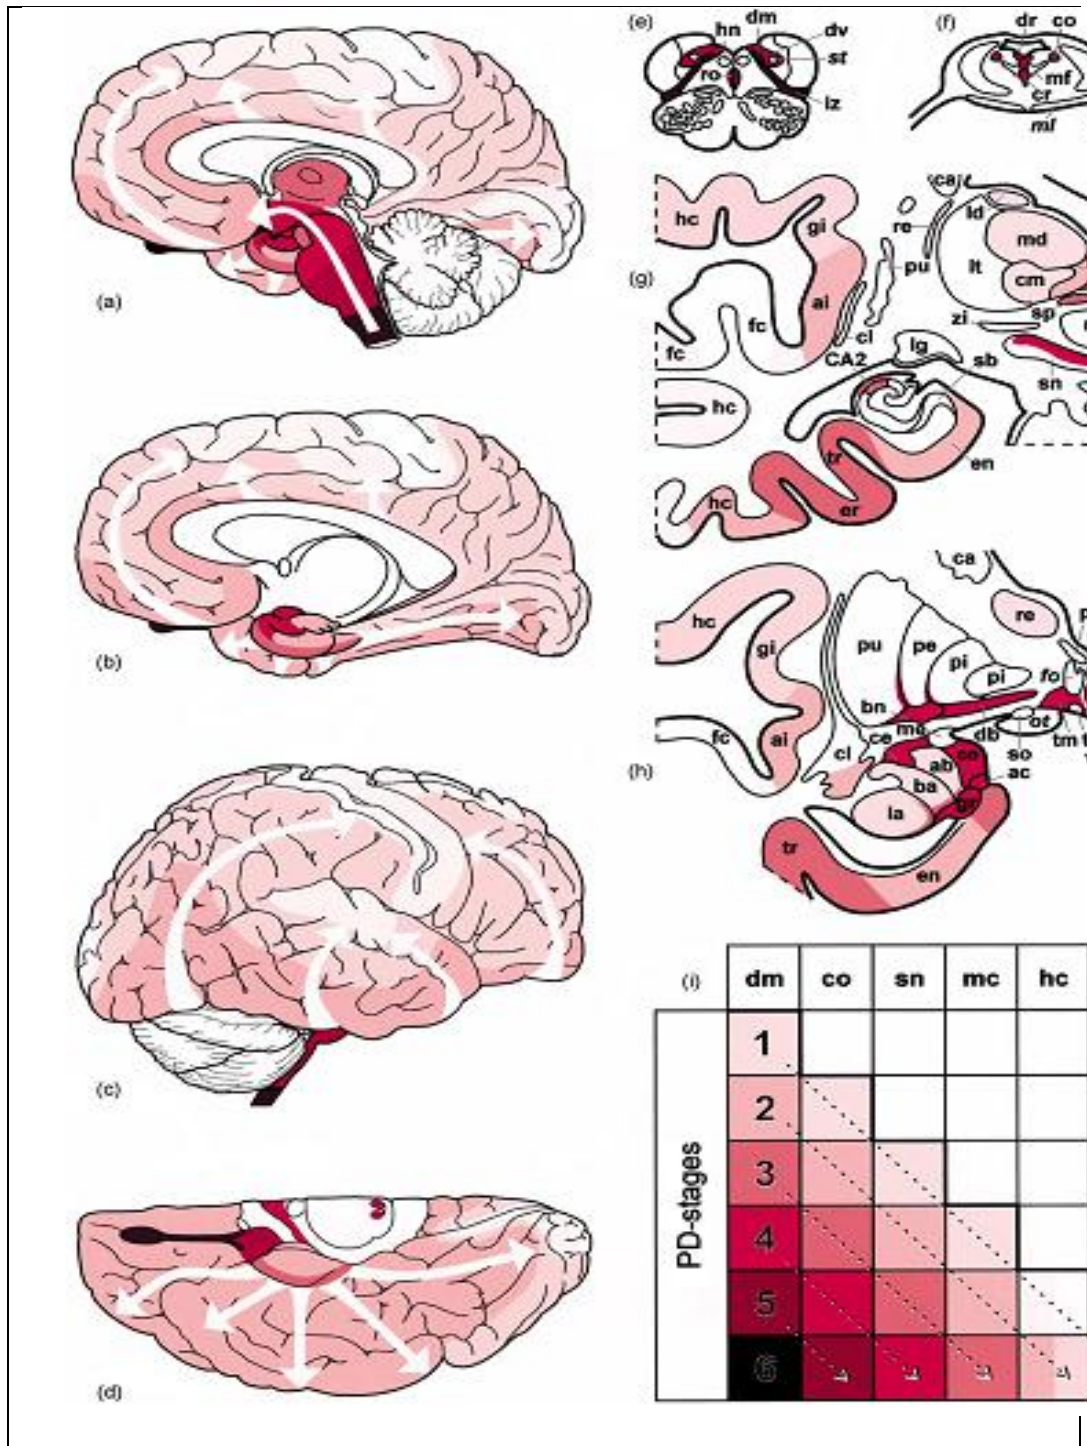 (a)
(b)
(c)
(d)
(e)
hn
dm
dv
st
ro
iz
(f)
dr
co
mf
cr
ml
(g)
hc
gi
ca
ld
re
md
lt
pu
cm
ai
sp
zi
fc
fc
cl
lg
CA2
sb
sn
hc
tr
en
hc
er
(h)
ca
hc
re
pu
pe
gi
pi
pi
fo
bn
fc
ai
ce
db
of
cl
so
tm
ab
co
ac
ba
la
gr
tr
en
(i) dm co sn mc hc
PD-stages
1
2
3
4
5
6